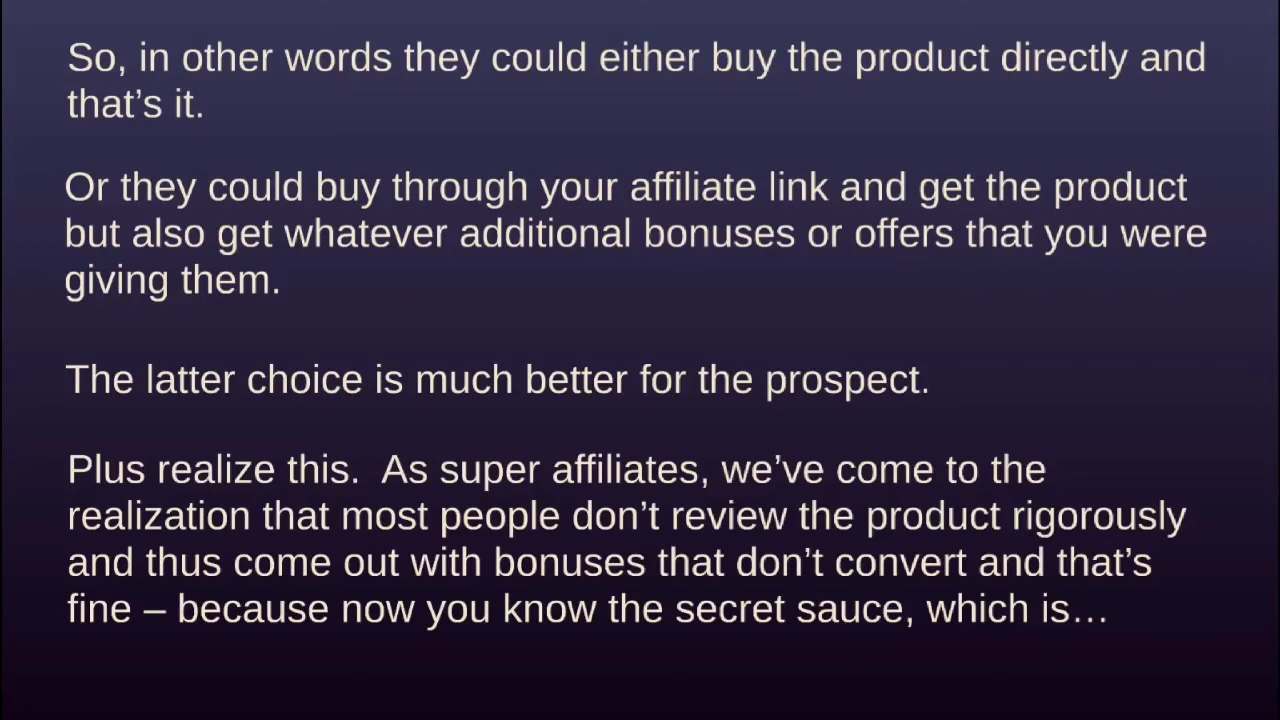 So, in other words they could either buy the product directly and
that’s it.
Or they could buy through your affiliate link and get the product
but also get whatever additional bonuses or offers that you were
giving them.
The latter choice is much better for the prospect.
Plus realize this.  As super affiliates, we’ve come to the
realization that most people don’t review the product rigorously
and thus come out with bonuses that don’t convert and that’s
fine – because now you know the secret sauce, which is…